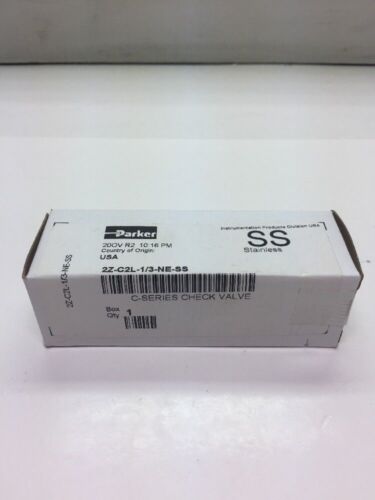 Parker
20OV R2 10:16 PM
Country of Origin:
USA
Instrumentation Products Division USA
SS
Stainless
2Z-C2L-1/3-NE-SS
C-SERIES CHECK VALVE
Box
Qty 1
2Z-C2L-1/3-NE-SS